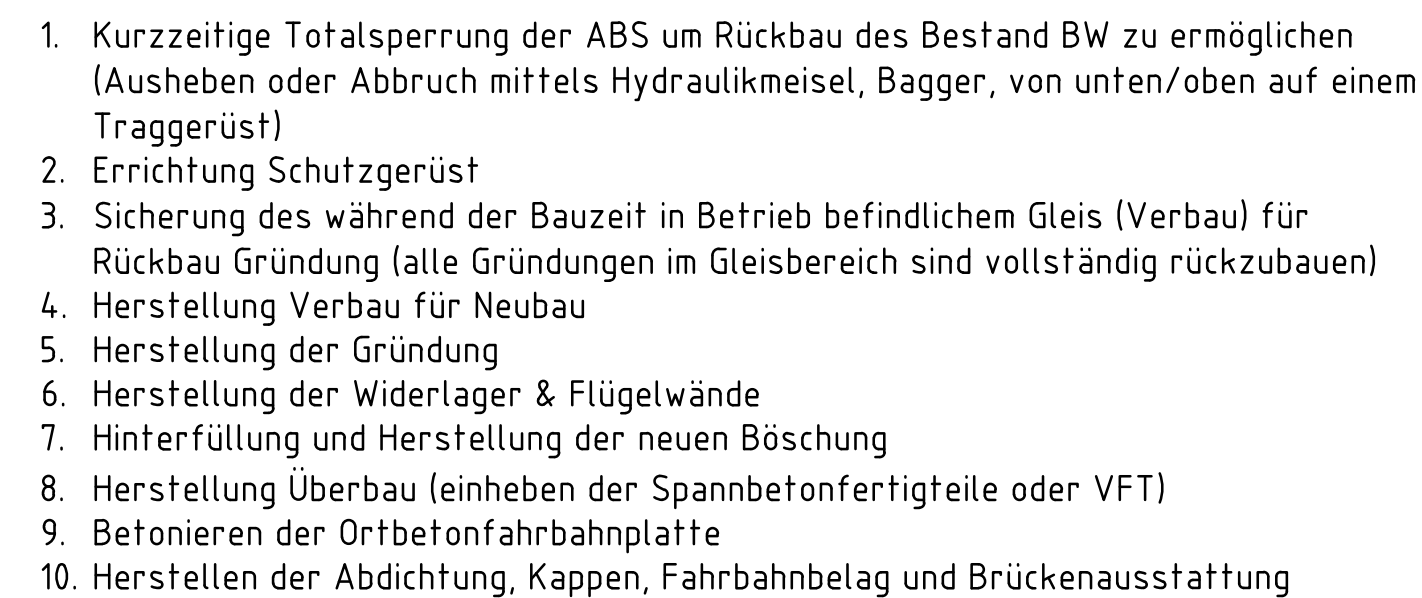 1. Kurzzeitige Totalsperrung der ABS um Rückbau des Bestand BW zu ermöglichen
(Ausheben oder Abbruch mittels Hydraulikmeisel, Bagger, von unten/oben auf einem
Traggerüst)
2. Errichtung Schutzgerüst
3. Sicherung des während der Bauzeit in Betrieb befindlichem Gleis (Verbau) für
Rückbau Gründung (alle Gründungen im Gleisbereich sind vollständig rückzubauen)
4. Herstellung Verbau für Neubau
5. Herstellung der Gründung
6. Herstellung der Widerlager & Flügelwände
7. Hinterfüllung und Herstellung der neuen Böschung
8. Herstellung Überbau (einheben der Spannbetonfertigteile oder VFT)
9. Betonieren der Ortbetonfahrbahnplatte
10. Herstellen der Abdichtung, Kappen, Fahrbahnbelag und Brückenausstattung